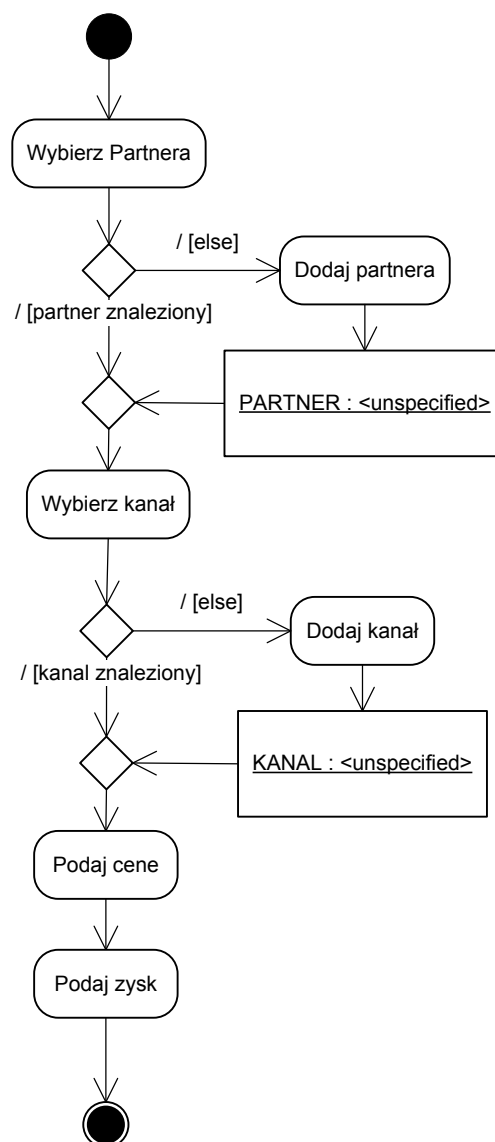 Wybierz Partnera
/ [else]
Dodaj partnera
/ [partner znaleziony]
PARTNER : <unspecified>
Wybierz kanał
/ [else]
Dodaj kanał
/ [kanal znaleziony]
KANAL : <unspecified>
Podaj cene
Podaj zysk